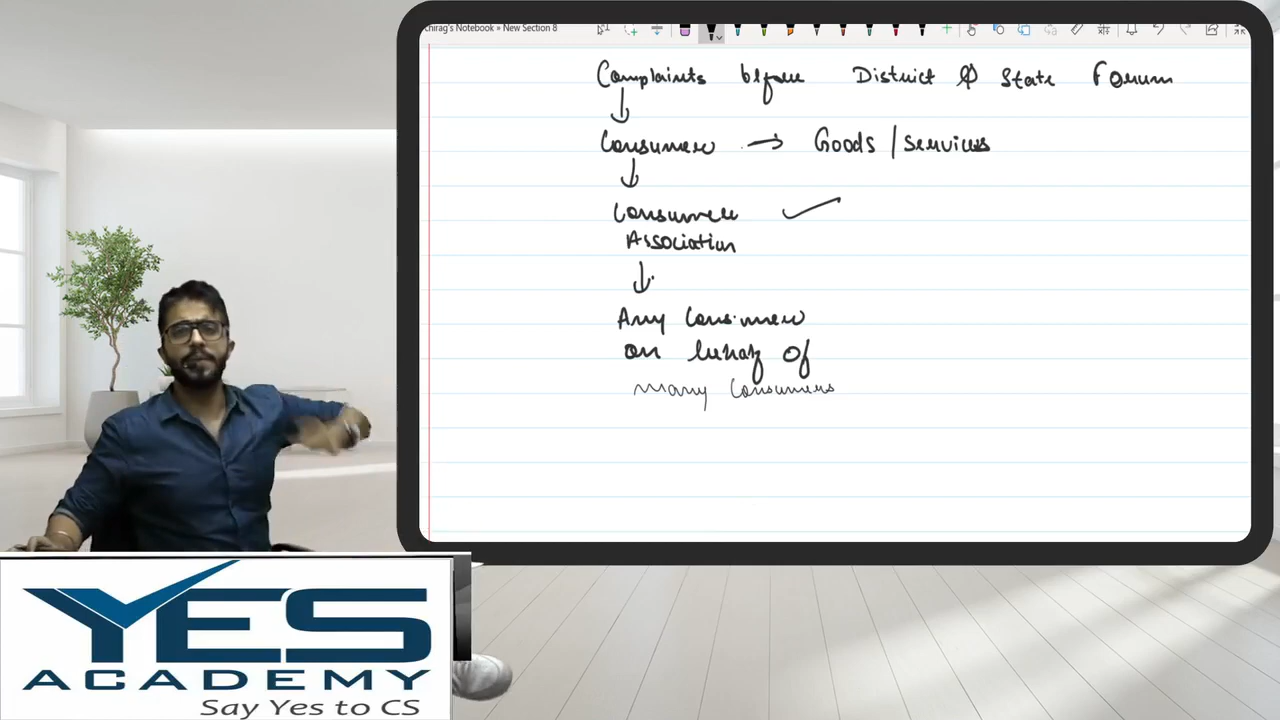 chirag's Notebook » New Section 8
Complaints before District & State Forum
Consumer → Goods/services
Consumer
Association
Any Consumer
on behalf of
many Consumers
YES
ACADEMY
Say Yes to CS